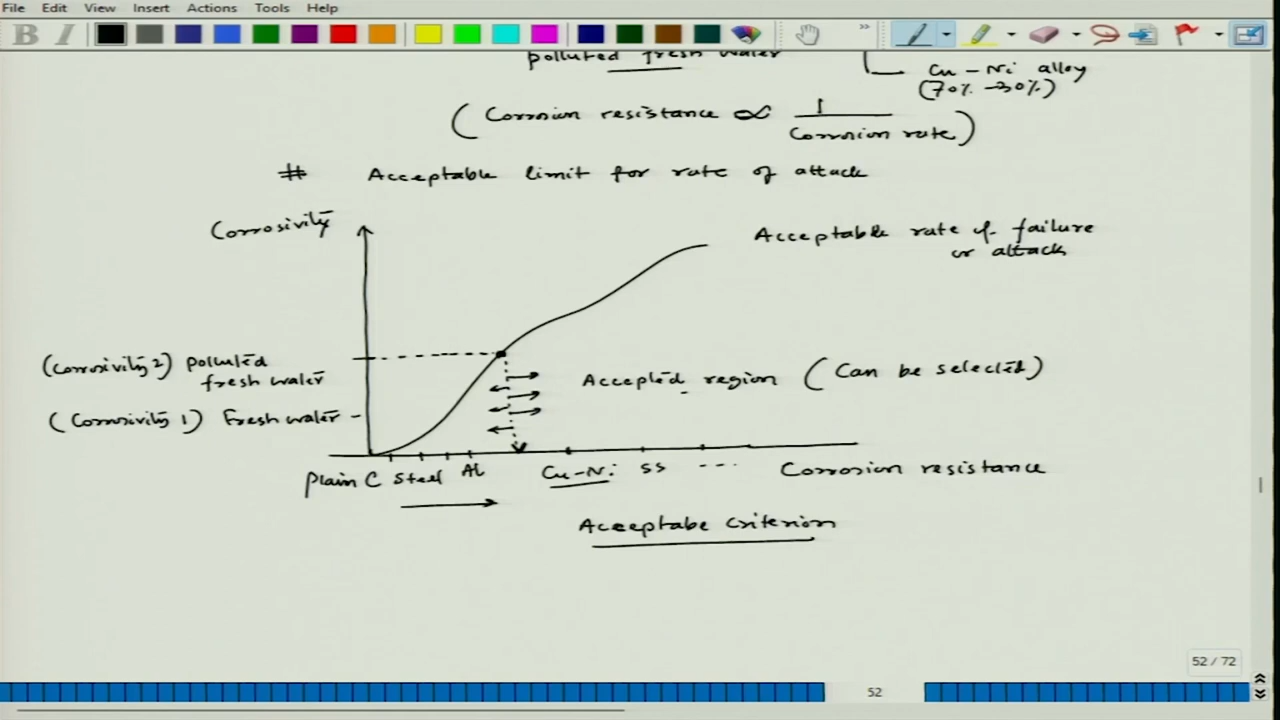 File Edit View Insert Actions Tools Help
B I
polluted fresh water
Cu - Ni alloy
(70% - 30%)
(Corrosion resistance ∝ 1 / Corrosion rate)
# Acceptable limit for rate of attack
Corrosivity
Acceptable rate of failure
or attack
(Corrosivity 2) polluted
fresh water
Accepted region (Can be selected)
(Corrosivity 1) Fresh water
Plain C Steel Al Cu-Ni SS ---- Corrosion resistance
Acceptabe Criterion
52 / 72
52